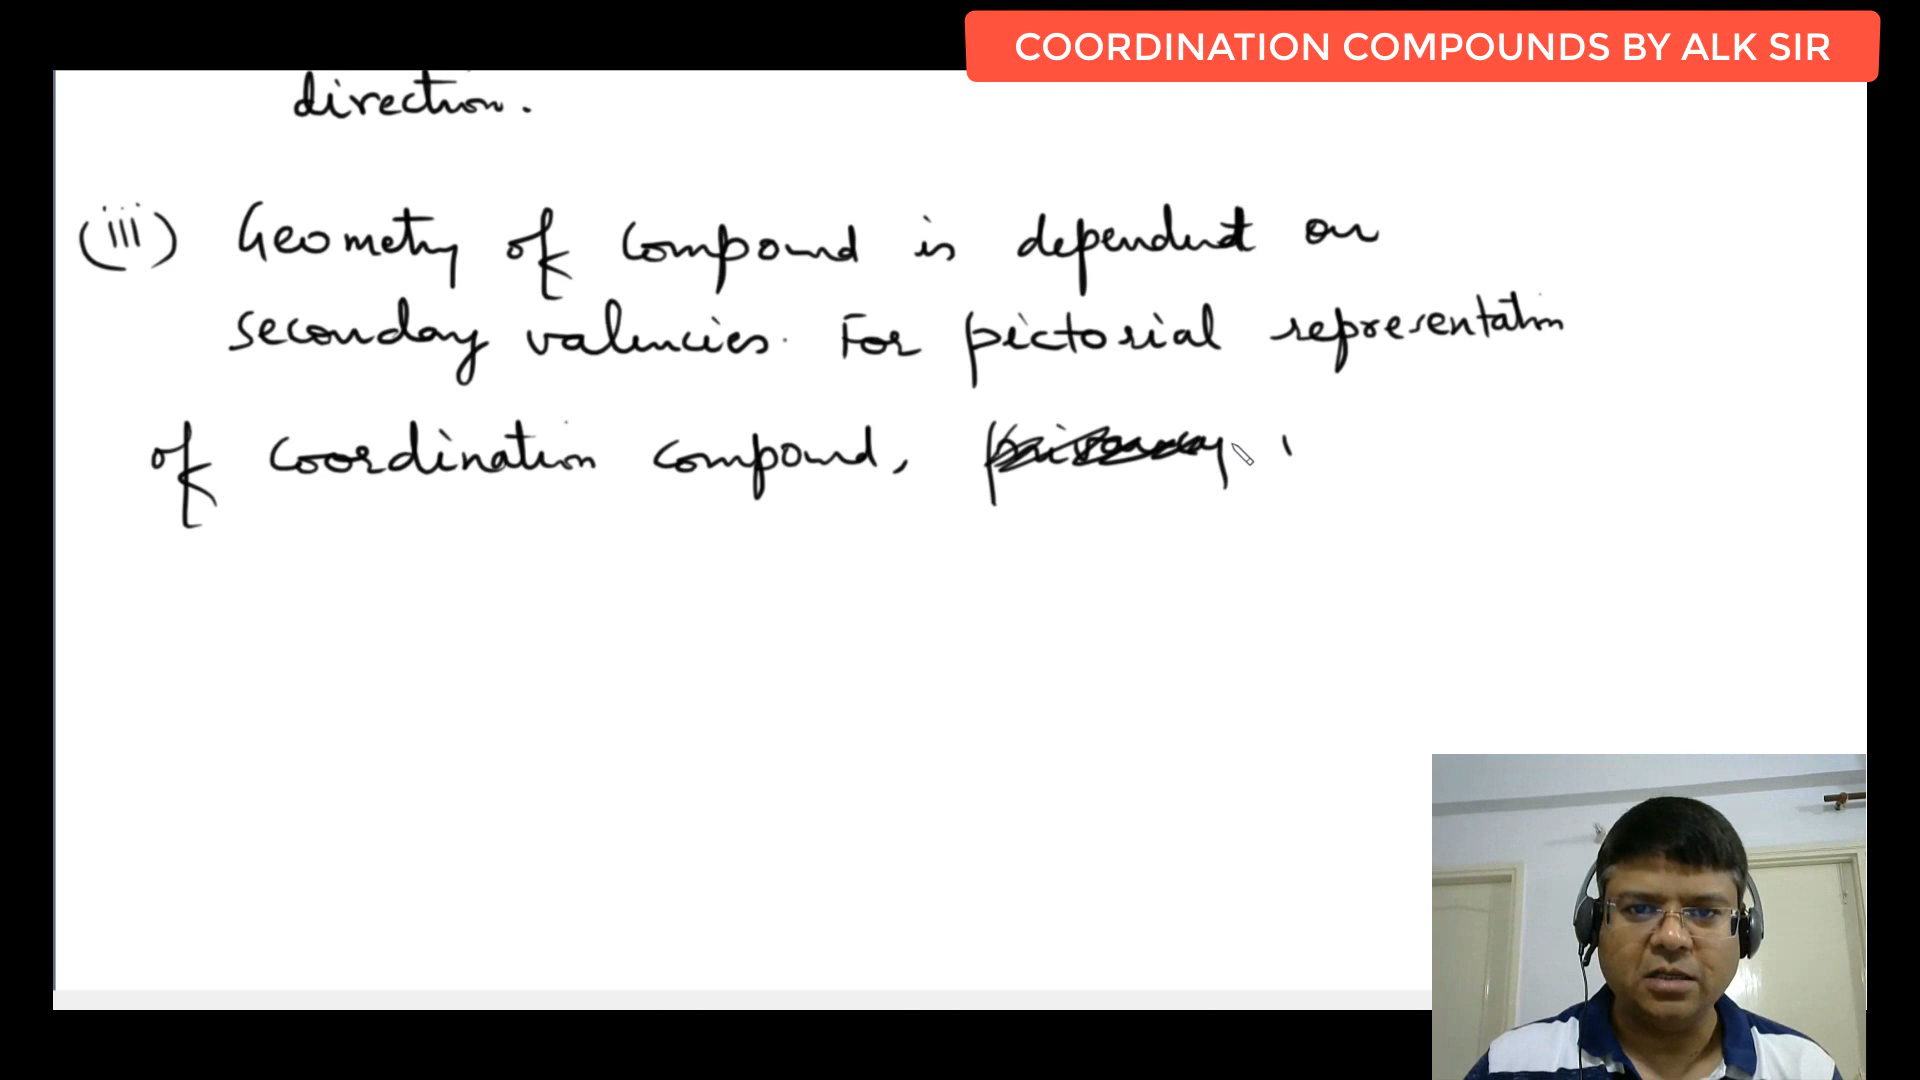 COORDINATION COMPOUNDS BY ALK SIR
direction.
(iii) Geometry of compound is dependent on
secondary valencies. For pictorial representation
of coordination compound,